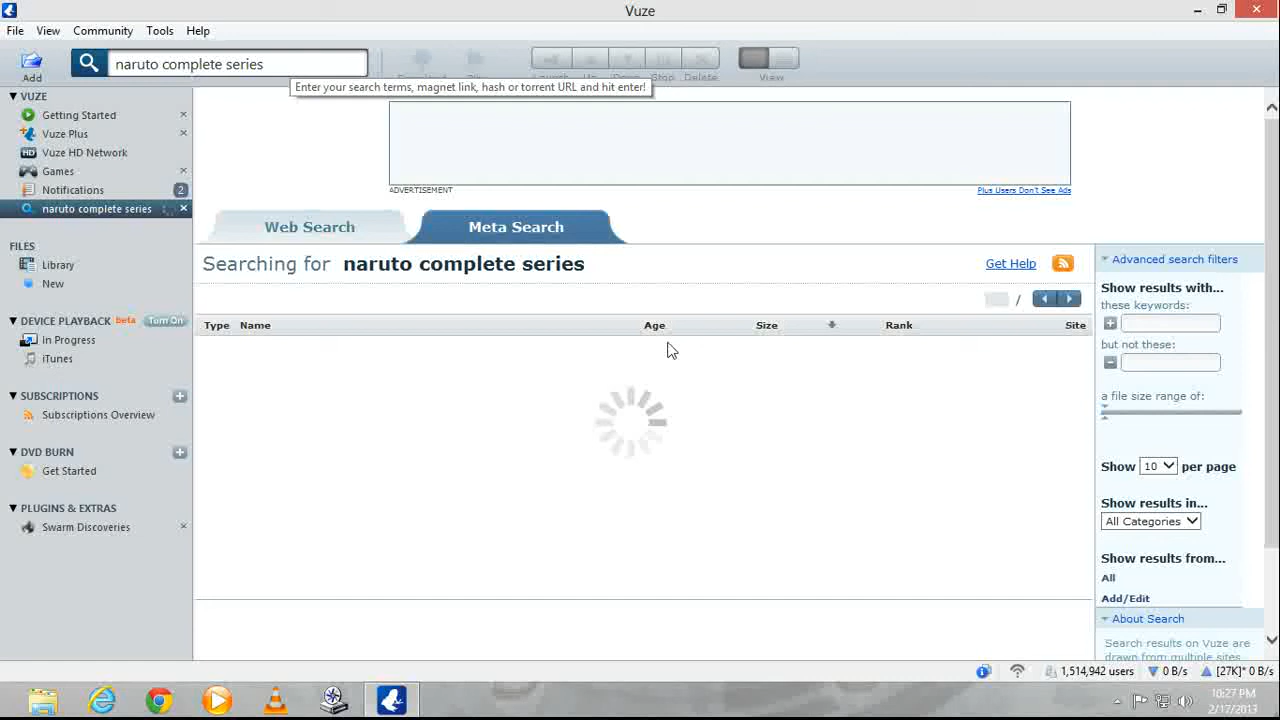 Vuze
File View Community Tools Help
Add
naruto complete series
Delete
View
Enter your search terms, magnet link, hash or torrent URL and hit enter!
VUZE
Getting Started
Vuze Plus
HD Vuze HD Network
Games
Notifications 2
naruto complete series
FILES
Library
New
DEVICE PLAYBACK beta Turn On
In Progress
iTunes
SUBSCRIPTIONS
Subscriptions Overview
DVD BURN
Get Started
PLUGINS & EXTRAS
Swarm Discoveries
ADVERTISEMENT
Plus Users Don't See Ads
Web Search
Meta Search
Searching for naruto complete series
Get Help
/
Type Name Age Size Rank Site
Advanced search filters
Show results with...
these keywords:
but not these:
a file size range of:
Show 10 per page
Show results in...
All Categories
Show results from...
All
Add/Edit
About Search
Search results on Vuze are
drawn from multiple sites
1,514,942 users 0 B/s [27K]* 0 B/s
10:27 PM
2/17/2013